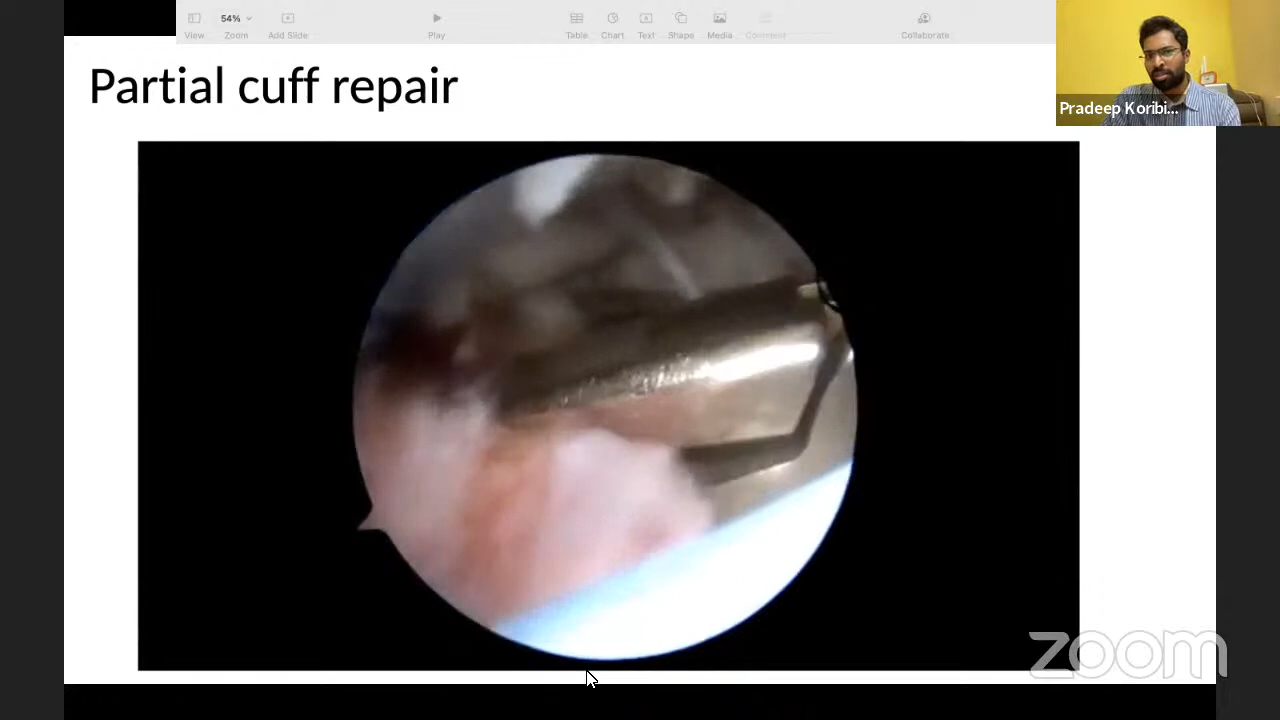 54%
View Zoom Add Slide Play Table Chart Text Shape Media Comment Collaborate
Partial cuff repair
Pradeep Koribi...
zoom